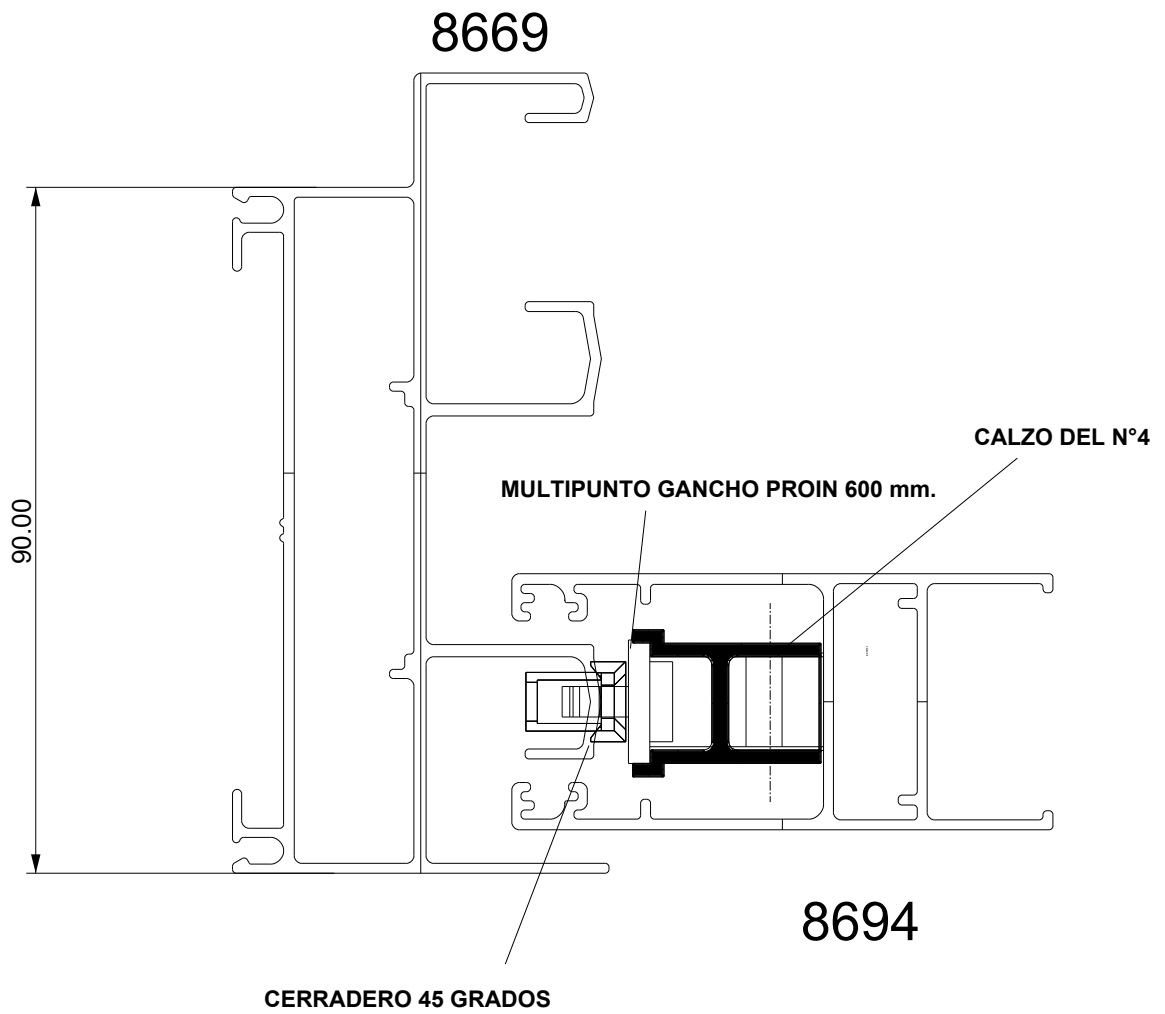 8669
CALZO DEL N°4
MULTIPUNTO GANCHO PROIN 600 mm.
90.00
8694
CERRADERO 45 GRADOS